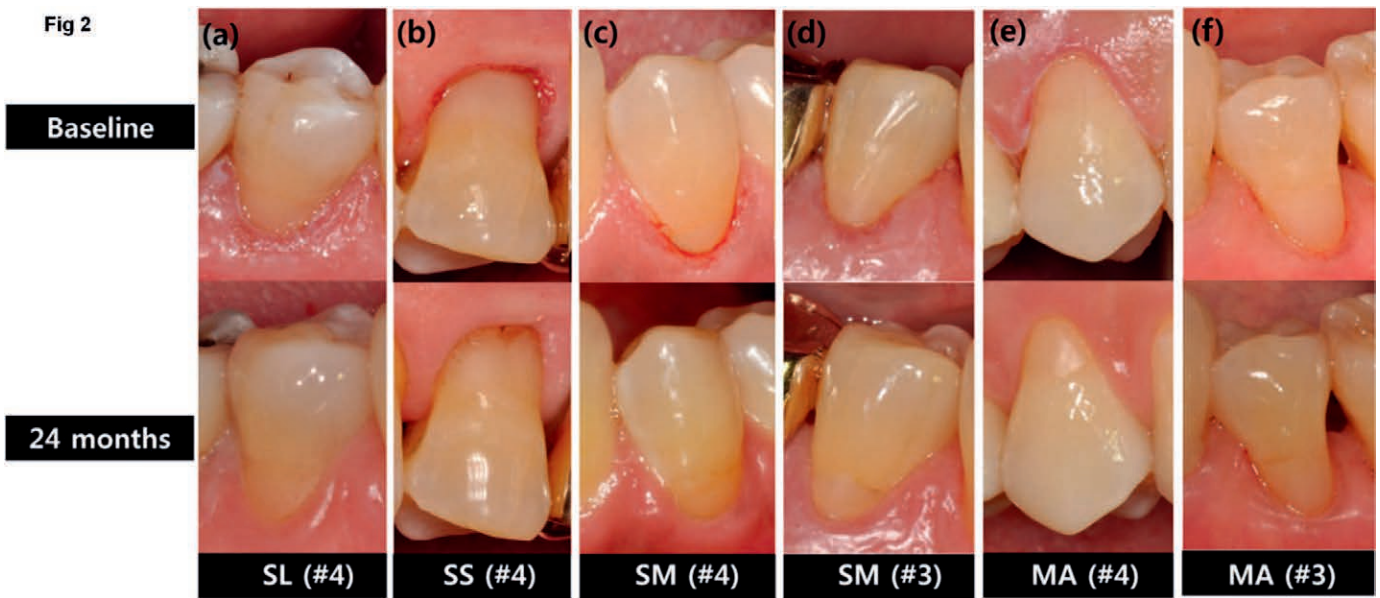 Fig 2
(a) (b) (c) (d) (e) (f)
Baseline
24 months
SL (#4) SS (#4) SM (#4) SM (#3) MA (#4) MA (#3)